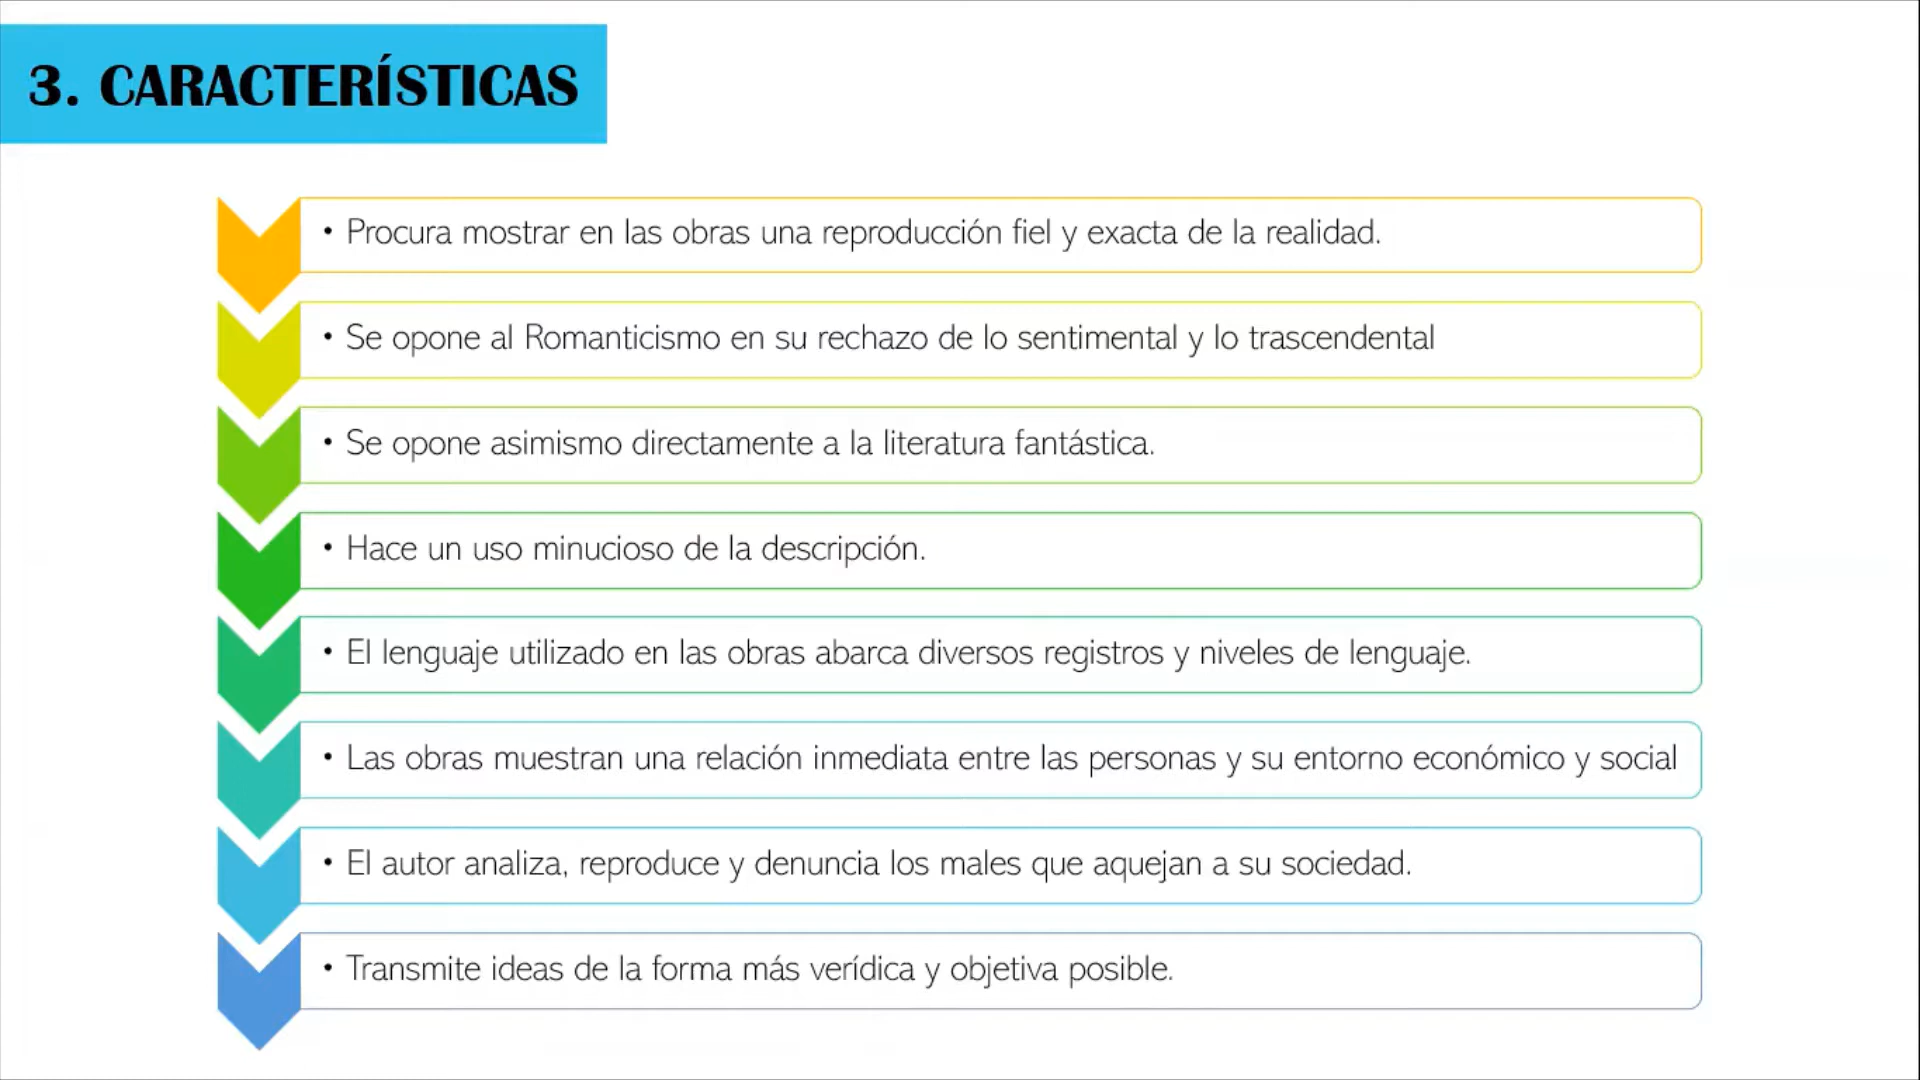 3. CARACTERÍSTICAS
• Procura mostrar en las obras una reproducción fiel y exacta de la realidad.
• Se opone al Romanticismo en su rechazo de lo sentimental y lo trascendental
• Se opone asimismo directamente a la literatura fantástica.
• Hace un uso minucioso de la descripción.
• El lenguaje utilizado en las obras abarca diversos registros y niveles de lenguaje.
• Las obras muestran una relación inmediata entre las personas y su entorno económico y social
• El autor analiza, reproduce y denuncia los males que aquejan a su sociedad.
• Transmite ideas de la forma más verídica y objetiva posible.